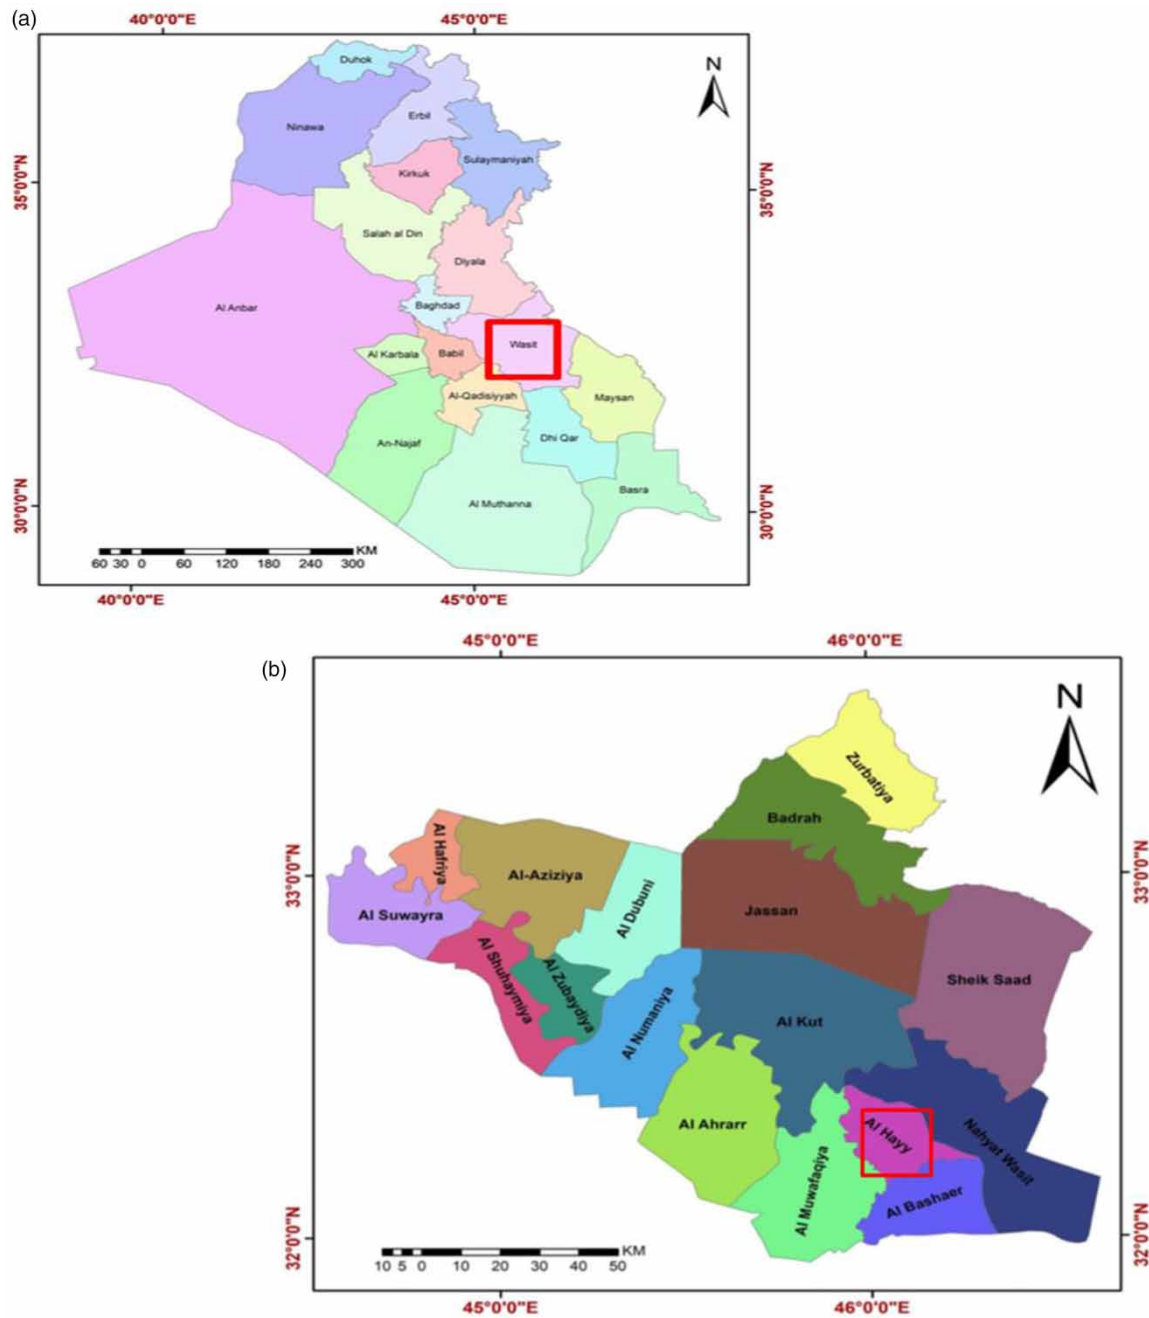 (a)
40°0'0"E 45°0'0"E
N
Duhok
Erbil
Ninawa
Sulaymaniyah
Kirkuk
35°0'0"N 35°0'0"N
Salah al Din
Diyala
Al Anbar
Baghdad
Wasit
Al Karbala
Babil
Al-Qadisiyyah
Maysan
An-Najaf
Dhi Qar
Basra
Al Muthanna
30°0'0"N 30°0'0"N
KM
60 30 0 60 120 180 240 300
40°0'0"E 45°0'0"E
(b)
45°0'0"E 46°0'0"E
N
Zurbatiya
Badrah
Al Hafriya
33°0'0"N 33°0'0"N
Al-Aziziya
Al Dubuni
Al Suwayra
Jassan
Al Shuhaymiya
Al Zubaydiya
Sheik Saad
Al Numaniya
Al Kut
Al Ahrarr
Al Hayy
Nahyat Wasit
Al Muwafaqiya
Al Bashaer
32°0'0"N 32°0'0"N
KM
10 5 0 10 20 30 40 50
45°0'0"E 46°0'0"E